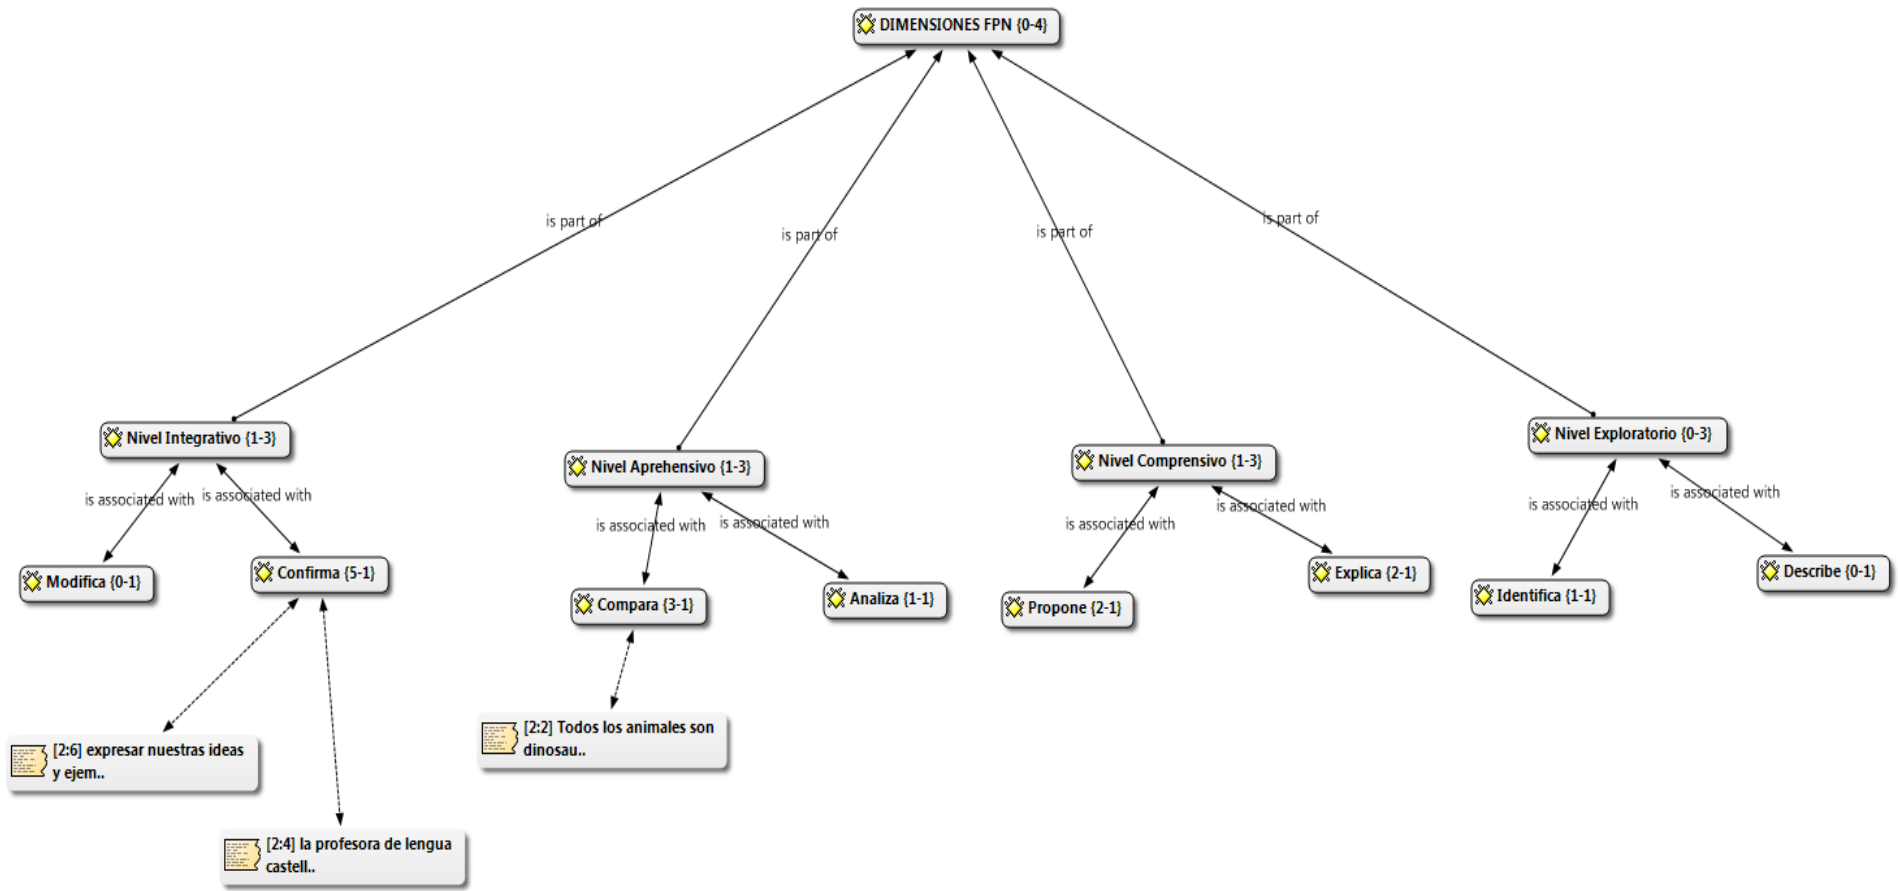 DIMENSIONES FPN {0-4}
is part of
is part of
is part of
is part of
Nivel Integrativo {1-3}
Nivel Aprehensivo {1-3}
Nivel Comprensivo {1-3}
Nivel Exploratorio {0-3}
is associated with
is associated with
is associated with
is associated with
is associated with
is associated with
is associated with
is associated with
Modifica {0-1}
Confirma {5-1}
Compara {3-1}
Analiza {1-1}
Propone {2-1}
Explica {2-1}
Identifica {1-1}
Describe {0-1}
[2:6] expresar nuestras ideas
y ejem..
[2:4] la profesora de lengua
castell..
[2:2] Todos los animales son
dinosau..